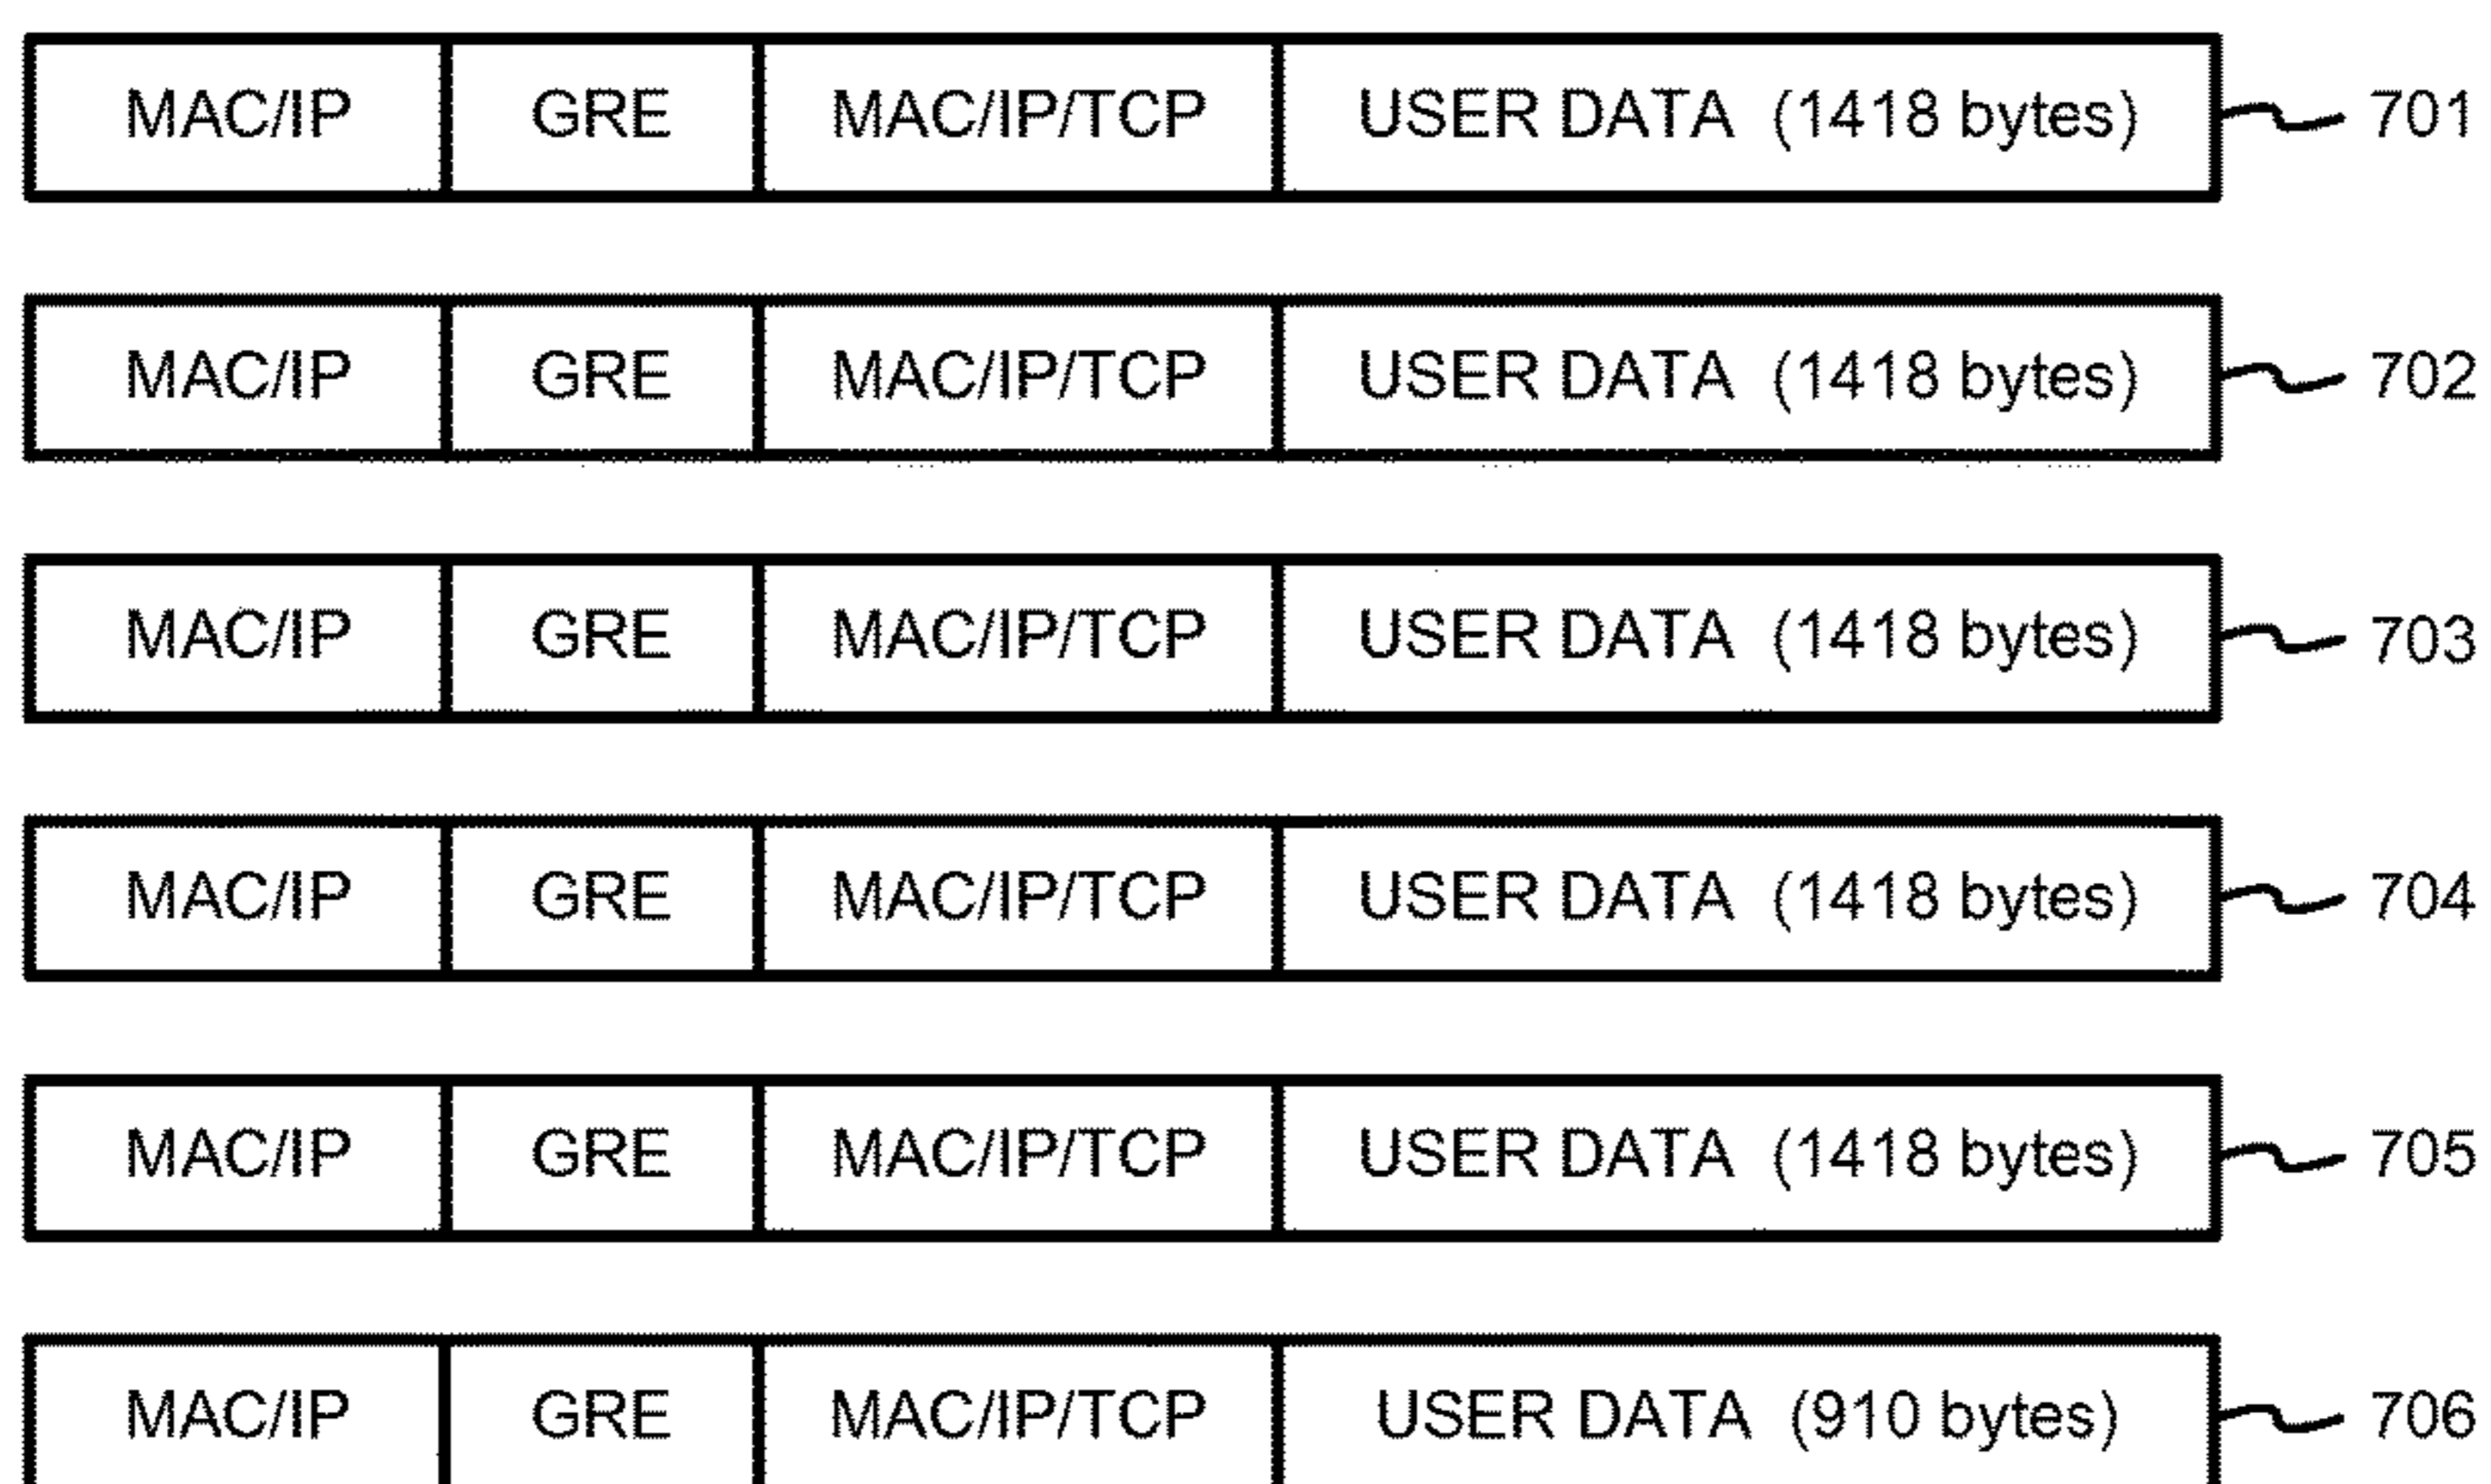 MAC/IP GRE MAC/IP/TCP USER DATA (1418 bytes) 701
MAC/IP GRE MAC/IP/TCP USER DATA (1418 bytes) 702
MAC/IP GRE MAC/IP/TCP USER DATA (1418 bytes) 703
MAC/IP GRE MAC/IP/TCP USER DATA (1418 bytes) 704
MAC/IP GRE MAC/IP/TCP USER DATA (1418 bytes) 705
MAC/IP GRE MAC/IP/TCP USER DATA (910 bytes) 706